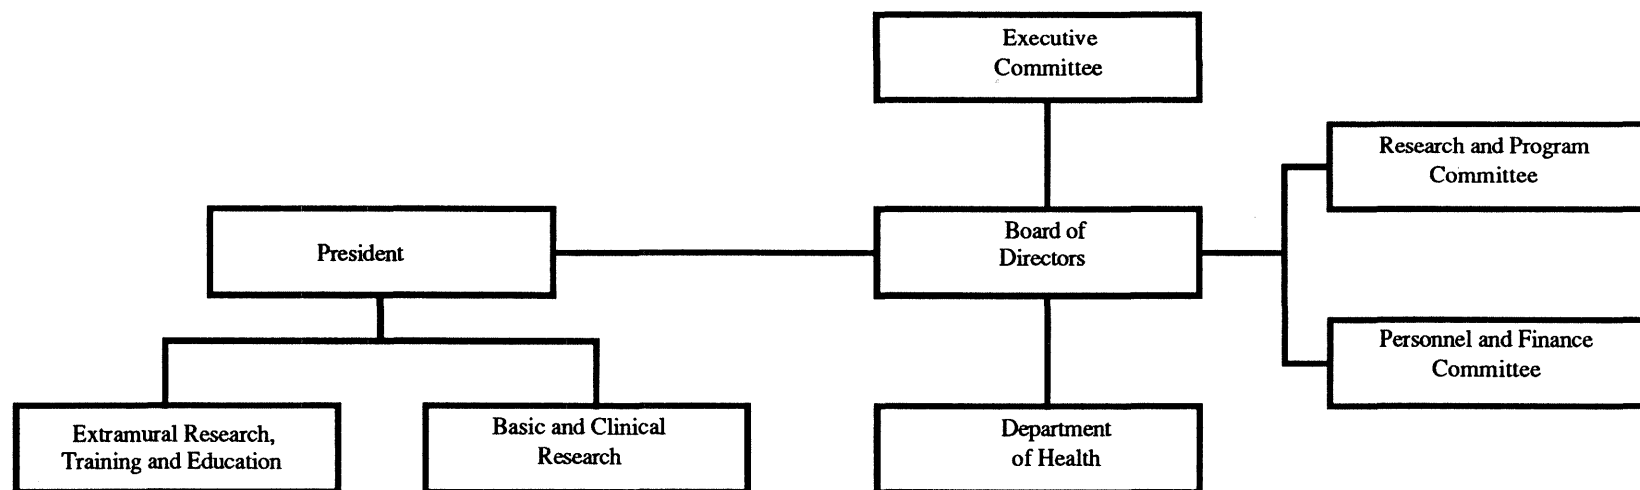 Executive
Committee
Research and Program
Committee
President
Board of
Directors
Personnel and Finance
Committee
Extramural Research,
Training and Education
Basic and Clinical
Research
Department
of Health